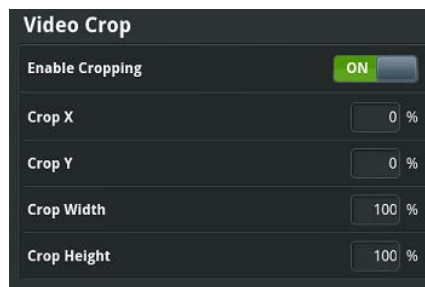 Video Crop
Enable Cropping ON
Crop X 0 %
Crop Y 0 %
Crop Width 100 %
Crop Height 100 %